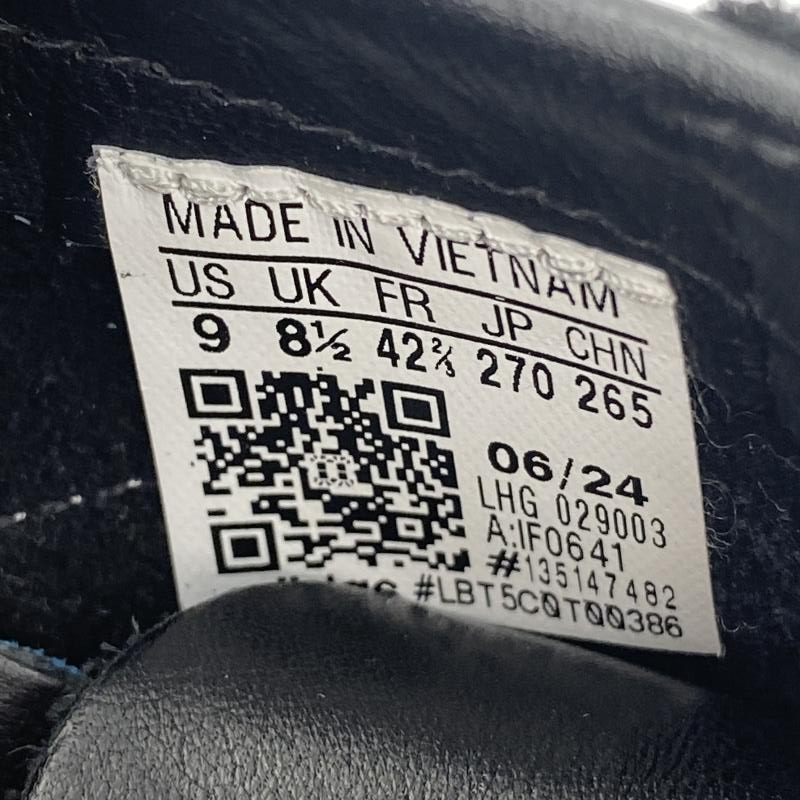 MADE IN VIETNAM
US UK FR JP CHN
9 8½ 42⅔ 270 265
06/24
LHG 029003
A:IF0641
#135147482
#LBT5C0T00386